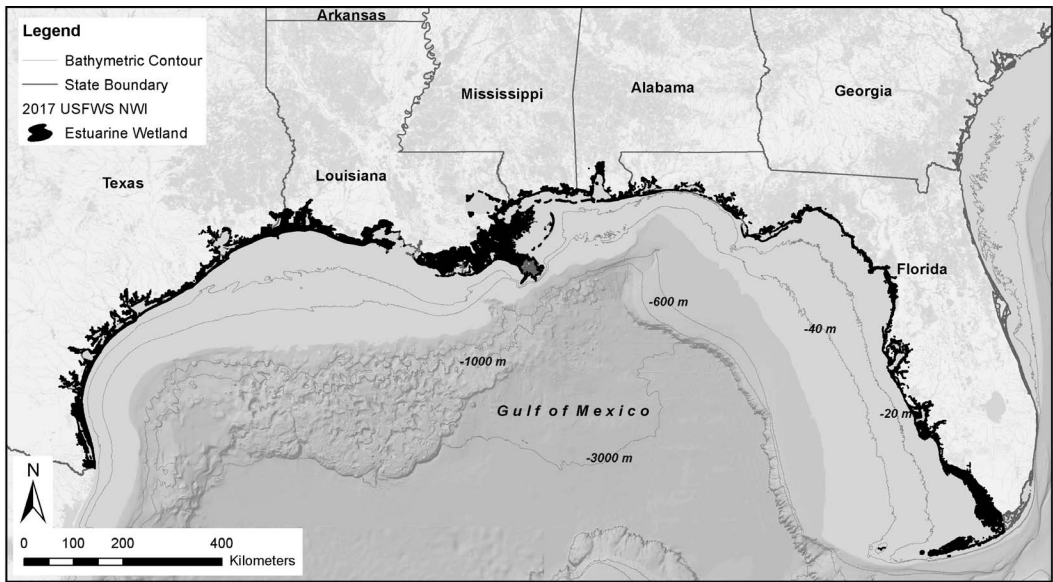 Legend
Bathymetric Contour
State Boundary
2017 USFWS NWI
Estuarine Wetland
Arkansas
Mississippi
Alabama
Georgia
Texas
Louisiana
Florida
-600 m
-40 m
-1000 m
Gulf of Mexico
-20 m
-3000 m
N
0 100 200 400
Kilometers